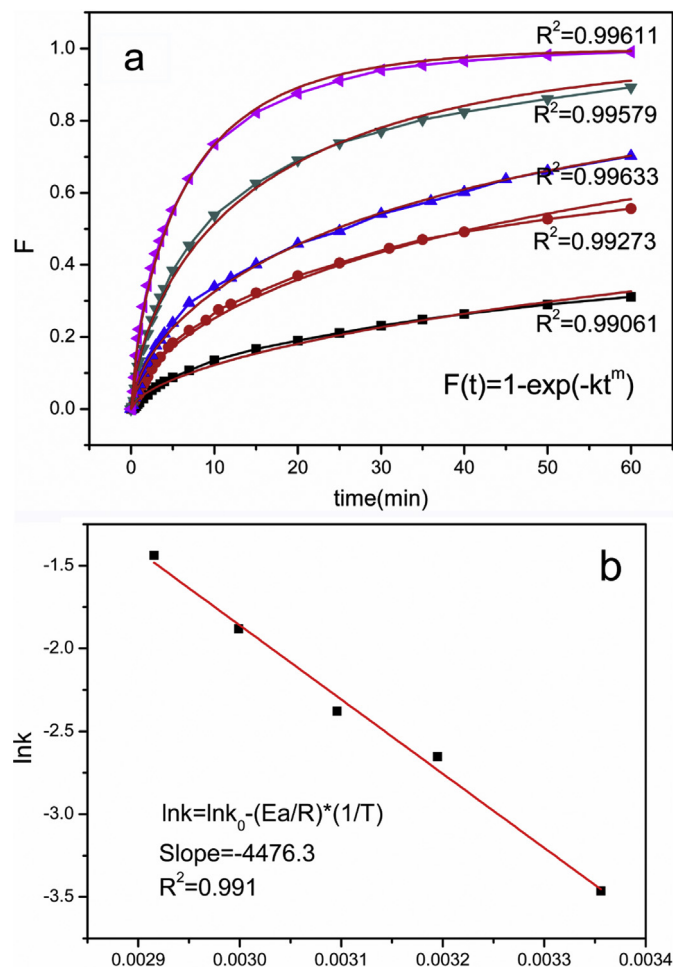 a
R²=0.99611
R²=0.99579
R²=0.99633
R²=0.99273
R²=0.99061
F(t)=1-exp(-kt^m)
1.0
0.8
0.6
0.4
0.2
0.0
F
0 10 20 30 40 50 60
time(min)
b
-1.5
-2.0
-2.5
-3.0
-3.5
lnk
lnk=lnk₀-(Ea/R)*(1/T)
Slope=-4476.3
R²=0.991
0.0029 0.0030 0.0031 0.0032 0.0033 0.0034